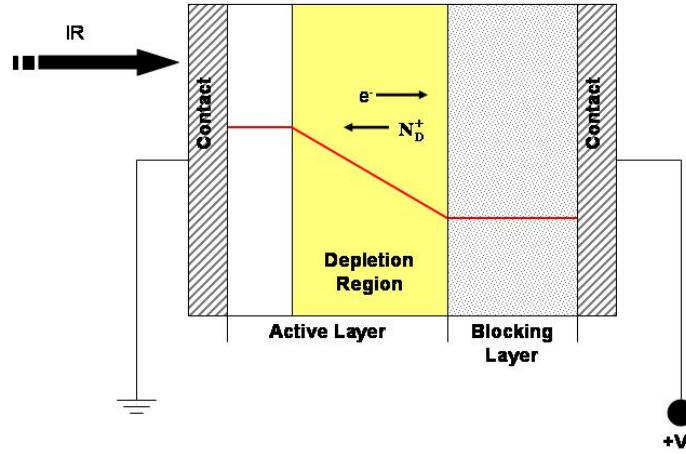 IR
Contact
e-
N_D^+
Contact
Depletion
Region
Active Layer
Blocking
Layer
+V